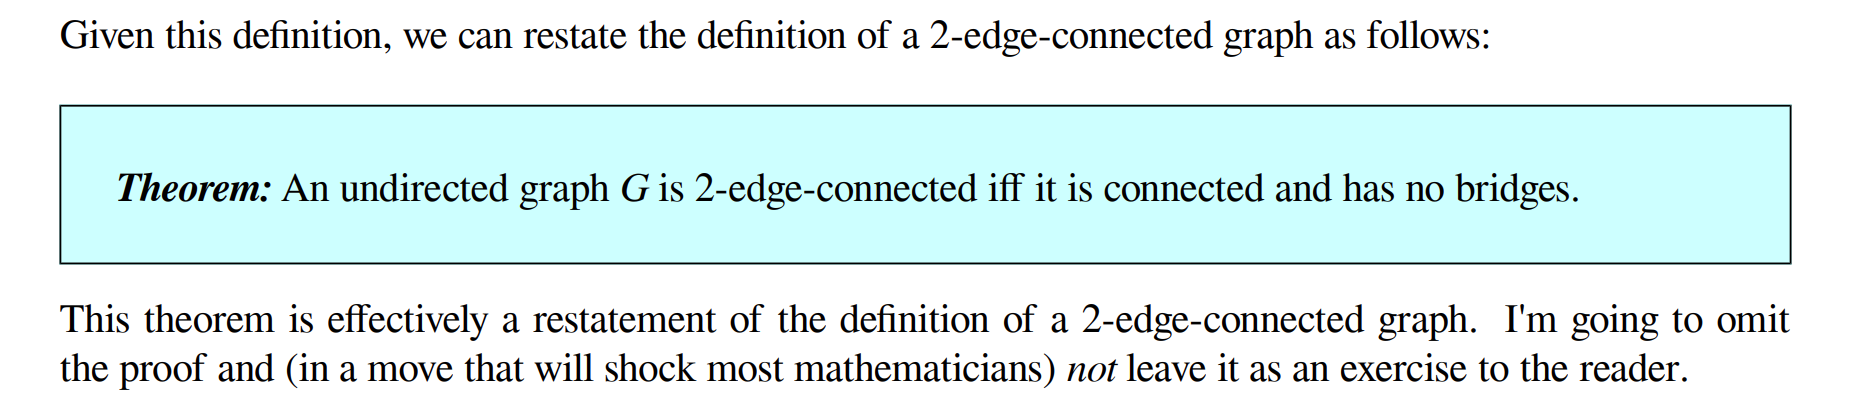 Given this definition, we can restate the definition of a 2-edge-connected graph as follows:
Theorem: An undirected graph G is 2-edge-connected iff it is connected and has no bridges.
This theorem is effectively a restatement of the definition of a 2-edge-connected graph. I'm going to omit
the proof and (in a move that will shock most mathematicians) not leave it as an exercise to the reader.